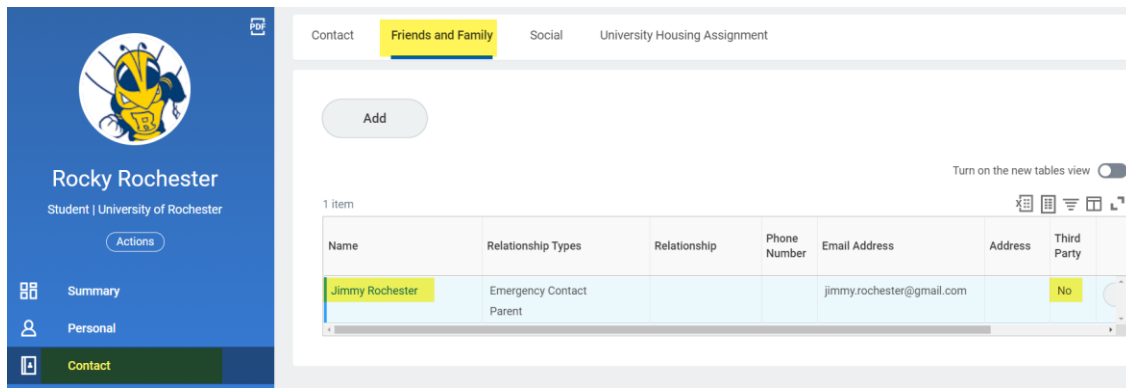 PDF
Rocky Rochester
Student | University of Rochester
Actions
Summary
Personal
Contact
Contact Friends and Family Social University Housing Assignment
Add
Turn on the new tables view
1 item
Name Relationship Types Relationship Phone Number Email Address Address Third Party
Jimmy Rochester Emergency Contact jimmy.rochester@gmail.com No
Parent